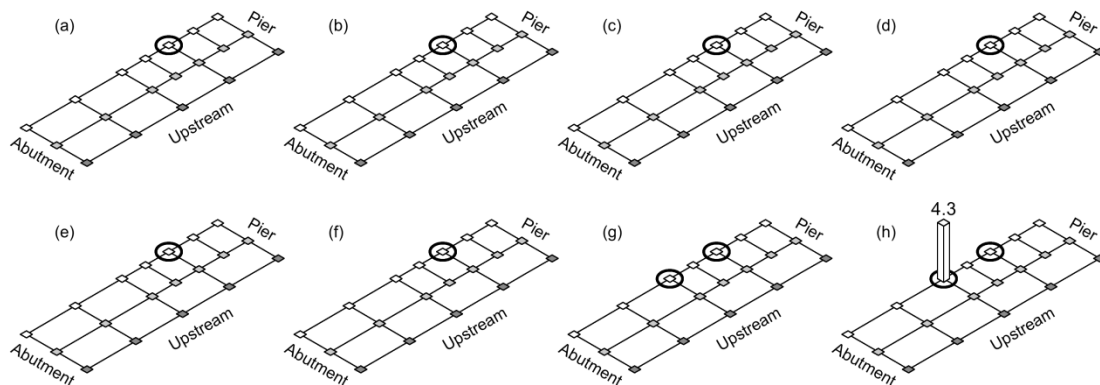 (a)
Pier
Abutment
Upstream
(b)
Pier
Abutment
Upstream
(c)
Pier
Abutment
Upstream
(d)
Pier
Abutment
Upstream
(e)
Pier
Abutment
Upstream
(f)
Pier
Abutment
Upstream
(g)
Pier
Abutment
Upstream
(h)
4.3
Pier
Abutment
Upstream